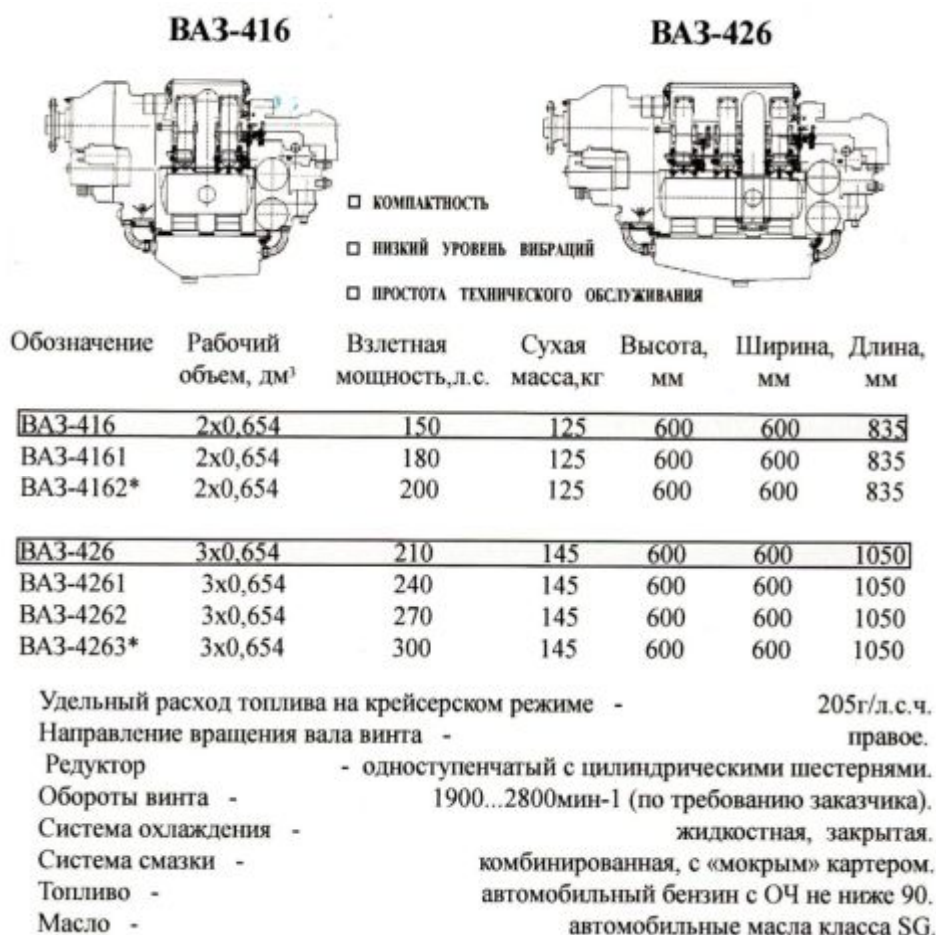 ВАЗ-416 ВАЗ-426
□ КОМПАКТНОСТЬ
□ НИЗКИЙ УРОВЕНЬ ВИБРАЦИЙ
□ ПРОСТОТА ТЕХНИЧЕСКОГО ОБСЛУЖИВАНИЯ
Обозначение Рабочий Взлетная Сухая Высота, Ширина, Длина,
объем, дм³ мощность,л.с. масса,кг мм мм мм
ВАЗ-416 2х0,654 150 125 600 600 835
ВАЗ-4161 2х0,654 180 125 600 600 835
ВАЗ-4162* 2х0,654 200 125 600 600 835
ВАЗ-426 3х0,654 210 145 600 600 1050
ВАЗ-4261 3х0,654 240 145 600 600 1050
ВАЗ-4262 3х0,654 270 145 600 600 1050
ВАЗ-4263* 3х0,654 300 145 600 600 1050
Удельный расход топлива на крейсерском режиме - 205г/л.с.ч.
Направление вращения вала винта - правое.
Редуктор - одноступенчатый с цилиндрическими шестернями.
Обороты винта - 1900...2800мин-1 (по требованию заказчика).
Система охлаждения - жидкостная, закрытая.
Система смазки - комбинированная, с «мокрым» картером.
Топливо - автомобильный бензин с ОЧ не ниже 90.
Масло - автомобильные масла класса SG.